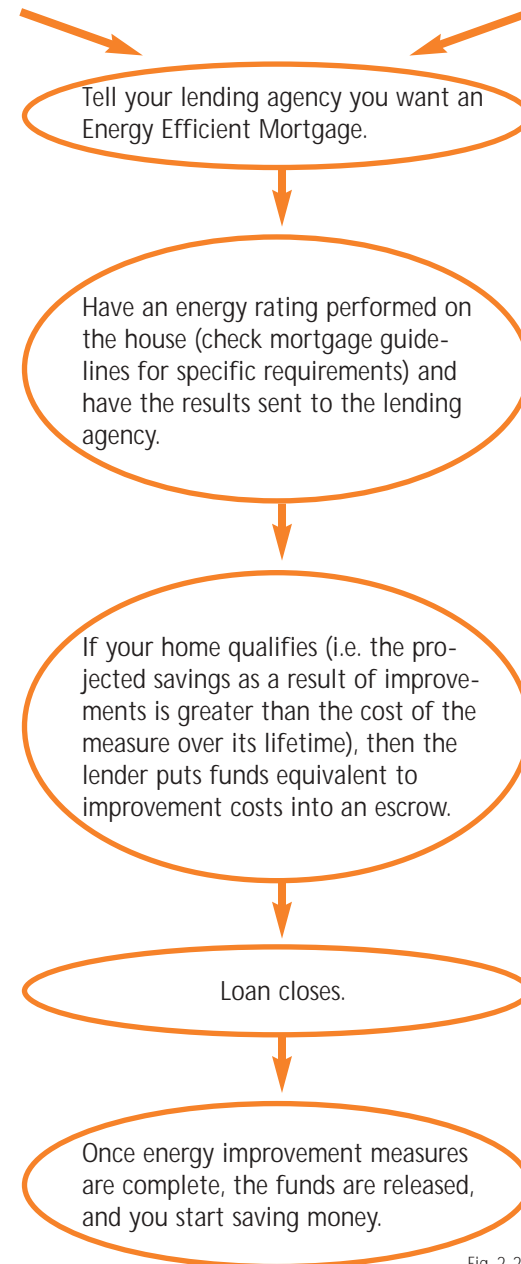 Tell your lending agency you want an
Energy Efficient Mortgage.
Have an energy rating performed on
the house (check mortgage guide-
lines for specific requirements) and
have the results sent to the lending
agency.
If your home qualifies (i.e. the pro-
jected savings as a result of improve-
ments is greater than the cost of the
measure over its lifetime), then the
lender puts funds equivalent to
improvement costs into an escrow.
Loan closes.
Once energy improvement measures
are complete, the funds are released,
and you start saving money.
Fig. 2.2